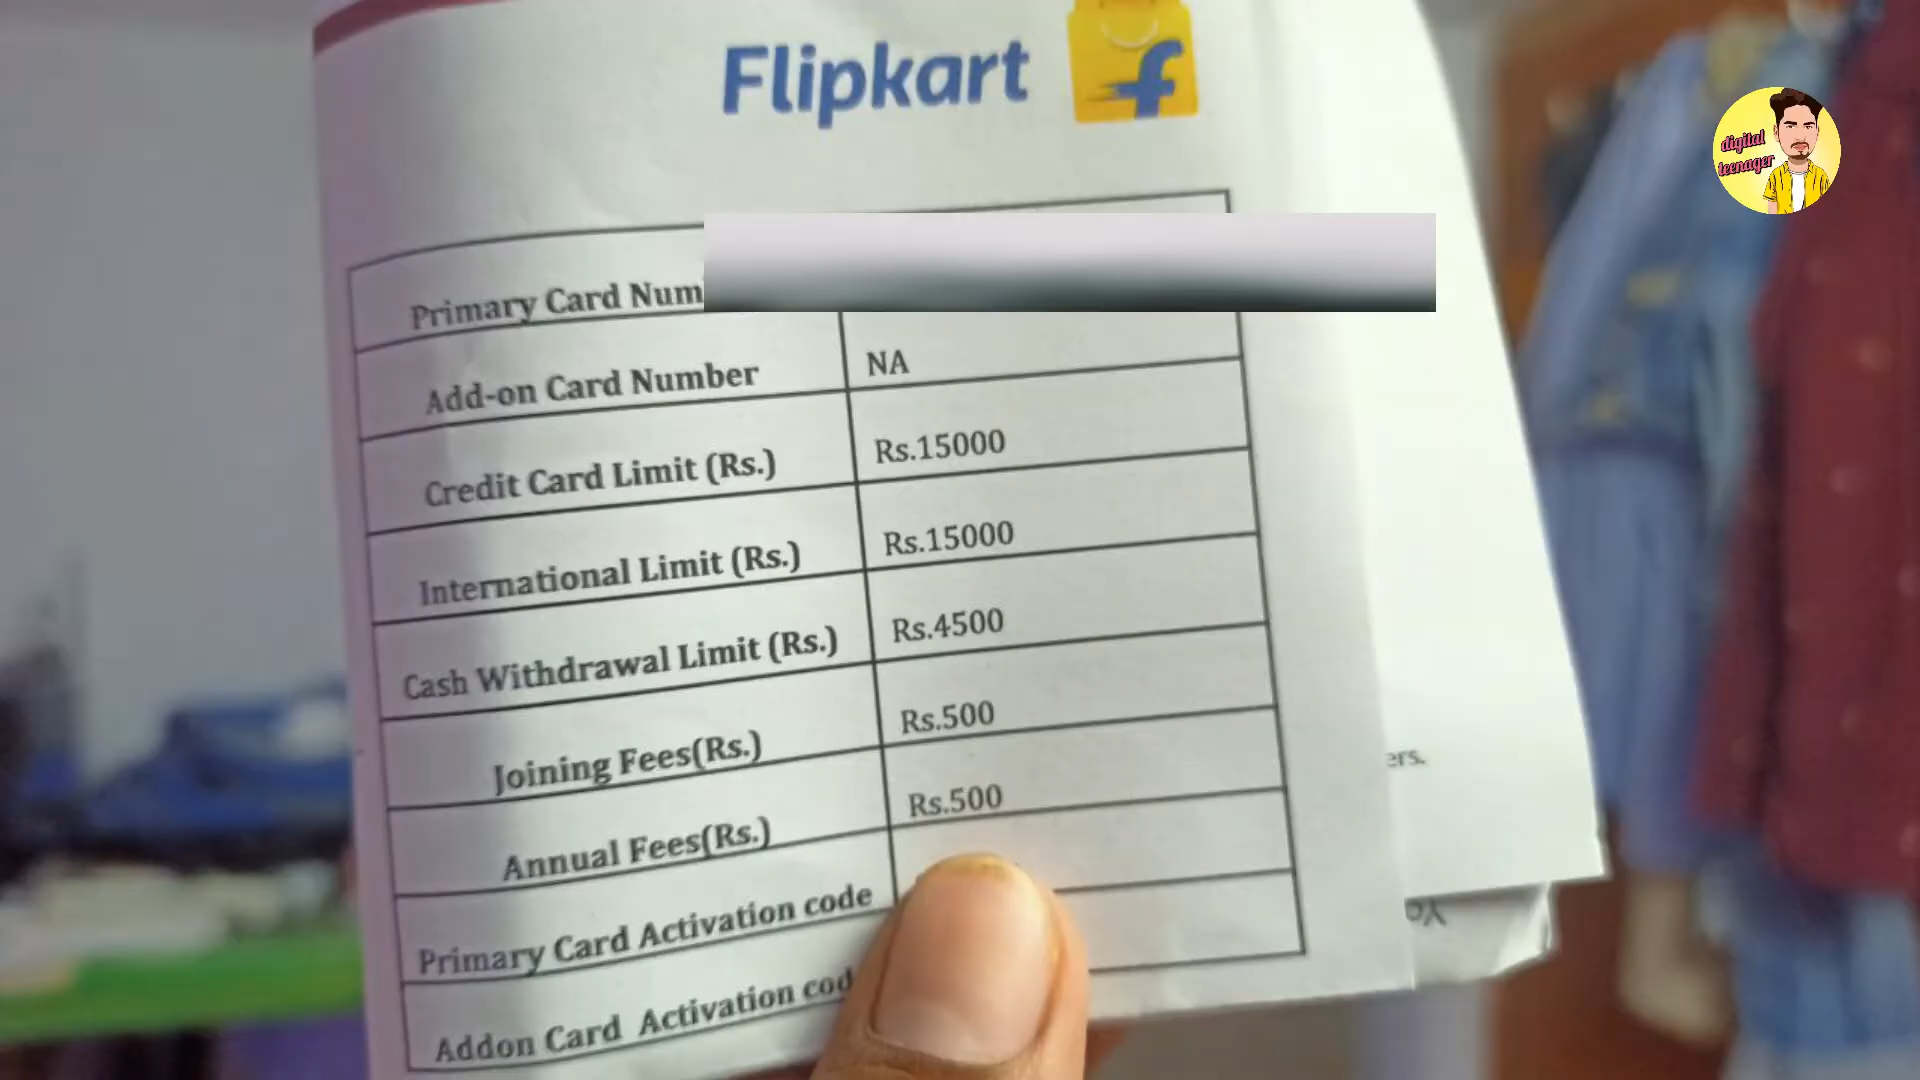 Flipkart
f
digital
teenager
Primary Card Num
Add-on Card Number NA
Credit Card Limit (Rs.) Rs.15000
International Limit (Rs.) Rs.15000
Cash Withdrawal Limit (Rs.) Rs.4500
Joining Fees(Rs.) Rs.500
Annual Fees(Rs.) Rs.500
Primary Card Activation code
Addon Card Activation cod
ers.